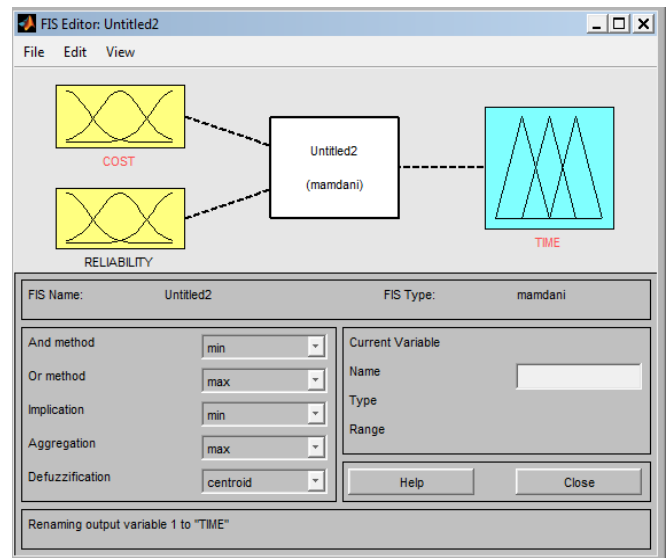 FIS Editor: Untitled2
File Edit View
COST
RELIABILITY
Untitled2
(mamdani)
TIME
FIS Name: Untitled2 FIS Type: mamdani
And method min
Or method max
Implication min
Aggregation max
Defuzzification centroid
Current Variable
Name
Type
Range
Help Close
Renaming output variable 1 to "TIME"